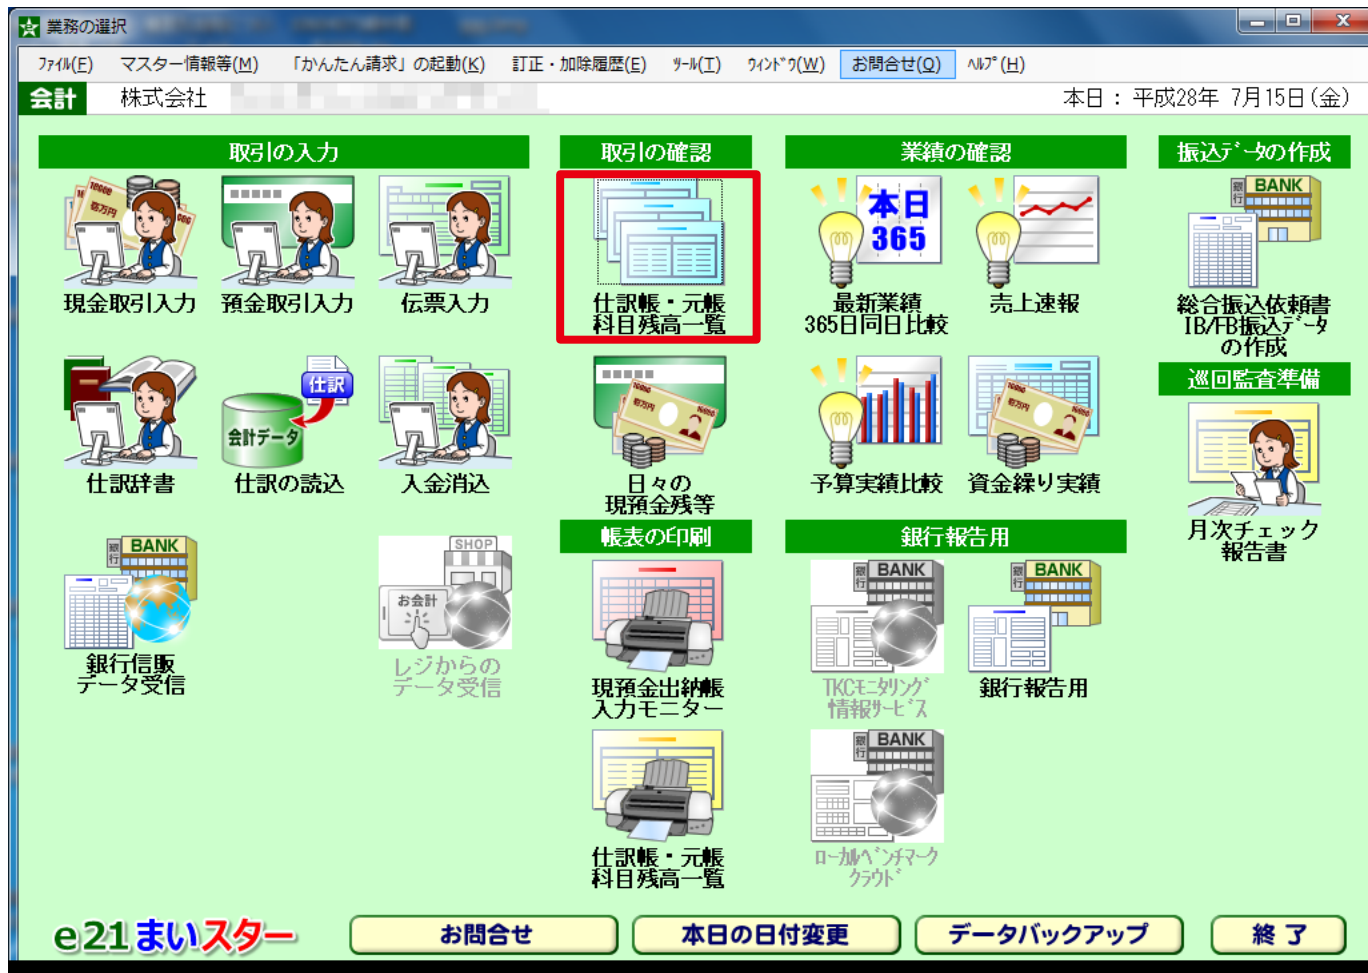 業務の選択
ﾌｧｲﾙ(F) マスター情報等(M) 「かんたん請求」の起動(K) 訂正・加除履歴(E) ﾂｰﾙ(T) ｳｨﾝﾄﾞｳ(W) お問合せ(Q) ﾍﾙﾌﾟ(H)
会計 株式会社 本日：平成28年 7月15日(金)
取引の入力 取引の確認 業績の確認 振込ﾃﾞｰﾀの作成
本日
365
銀行 BANK
現金取引入力 預金取引入力 伝票入力
仕訳帳・元帳
科目残高一覧
最新業績
365日同日比較
売上速報
総合振込依頼書
IB/FB振込ﾃﾞｰﾀ
の作成
巡回監査準備
仕訳
会計データ
仕訳辞書 仕訳の読込 入金消込
日々の
現預金残等
予算実績比較 資金繰り実績
月次チェック
報告書
帳表の印刷 銀行報告用
銀行 BANK
SHOP
お会計
銀行 BANK
銀行 BANK
銀行信販
データ受信
レジからの
データ受信
現預金出納帳
入力モニター
TKCﾓﾆﾀﾘﾝｸﾞ
情報ｻｰﾋﾞｽ
銀行報告用
銀行 BANK
仕訳帳・元帳
科目残高一覧
ﾛｰｶﾙﾍﾞﾝﾁﾏｰｸ
ｸﾗｳﾄﾞ
e21まいスター お問合せ 本日の日付変更 データバックアップ 終了